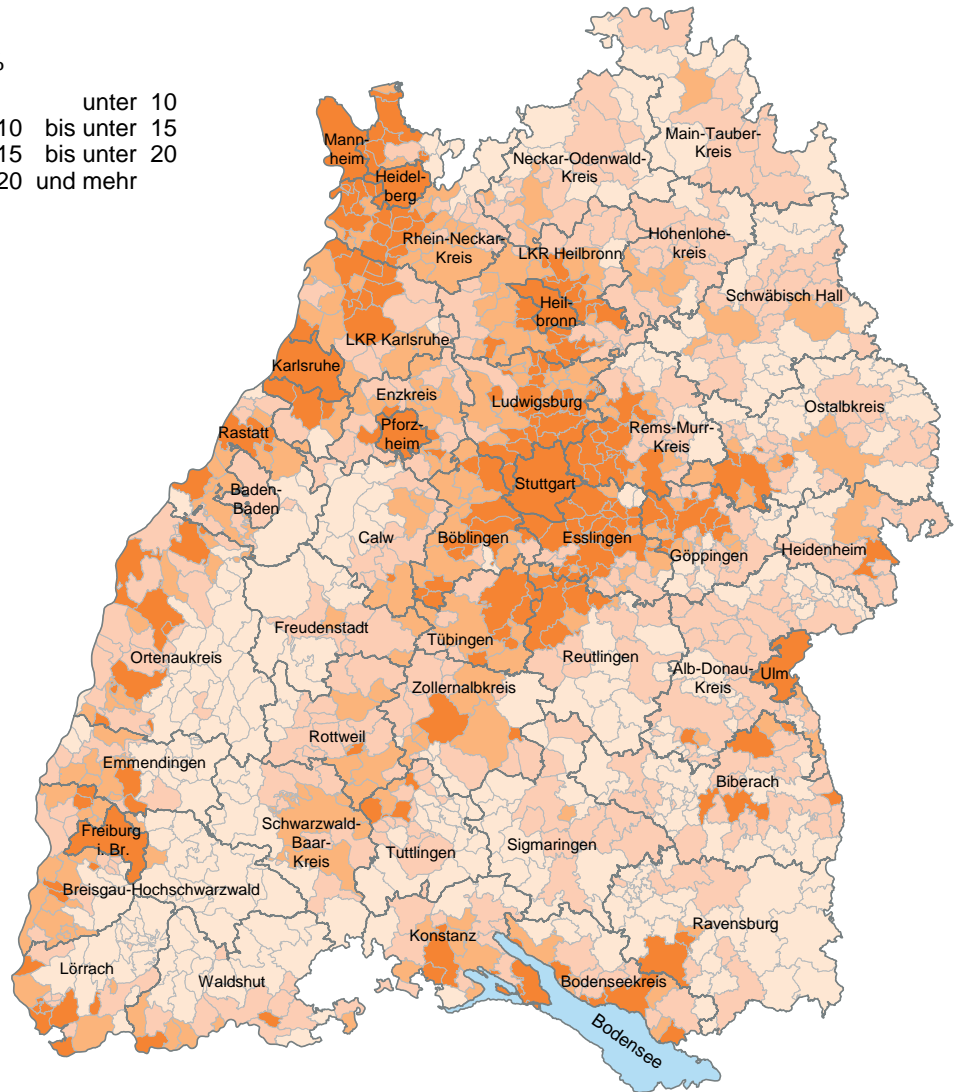 %
unter 10
10 bis unter 15
15 bis unter 20
20 und mehr
Main-Tauber-
Kreis
Mann-
heim
Neckar-Odenwald-
Kreis
Heidel-
berg
Hohenlohe-
kreis
Rhein-Neckar-
Kreis
LKR Heilbronn
Schwäbisch Hall
Heil-
bronn
LKR Karlsruhe
Karlsruhe
Enzkreis
Ludwigsburg
Ostalbkreis
Rems-Murr-
Kreis
Pforz-
heim
Rastatt
Baden-
Baden
Stuttgart
Calw
Böblingen
Esslingen
Göppingen
Heidenheim
Freudenstadt
Tübingen
Reutlingen
Ortenaukreis
Alb-Donau-
Kreis
Ulm
Zollernalbkreis
Rottweil
Emmendingen
Biberach
Freiburg
i. Br.
Schwarzwald-
Baar-
Kreis
Tuttlingen
Sigmaringen
Breisgau-Hochschwarzwald
Ravensburg
Konstanz
Lörrach
Waldshut
Bodenseekreis
Bodensee